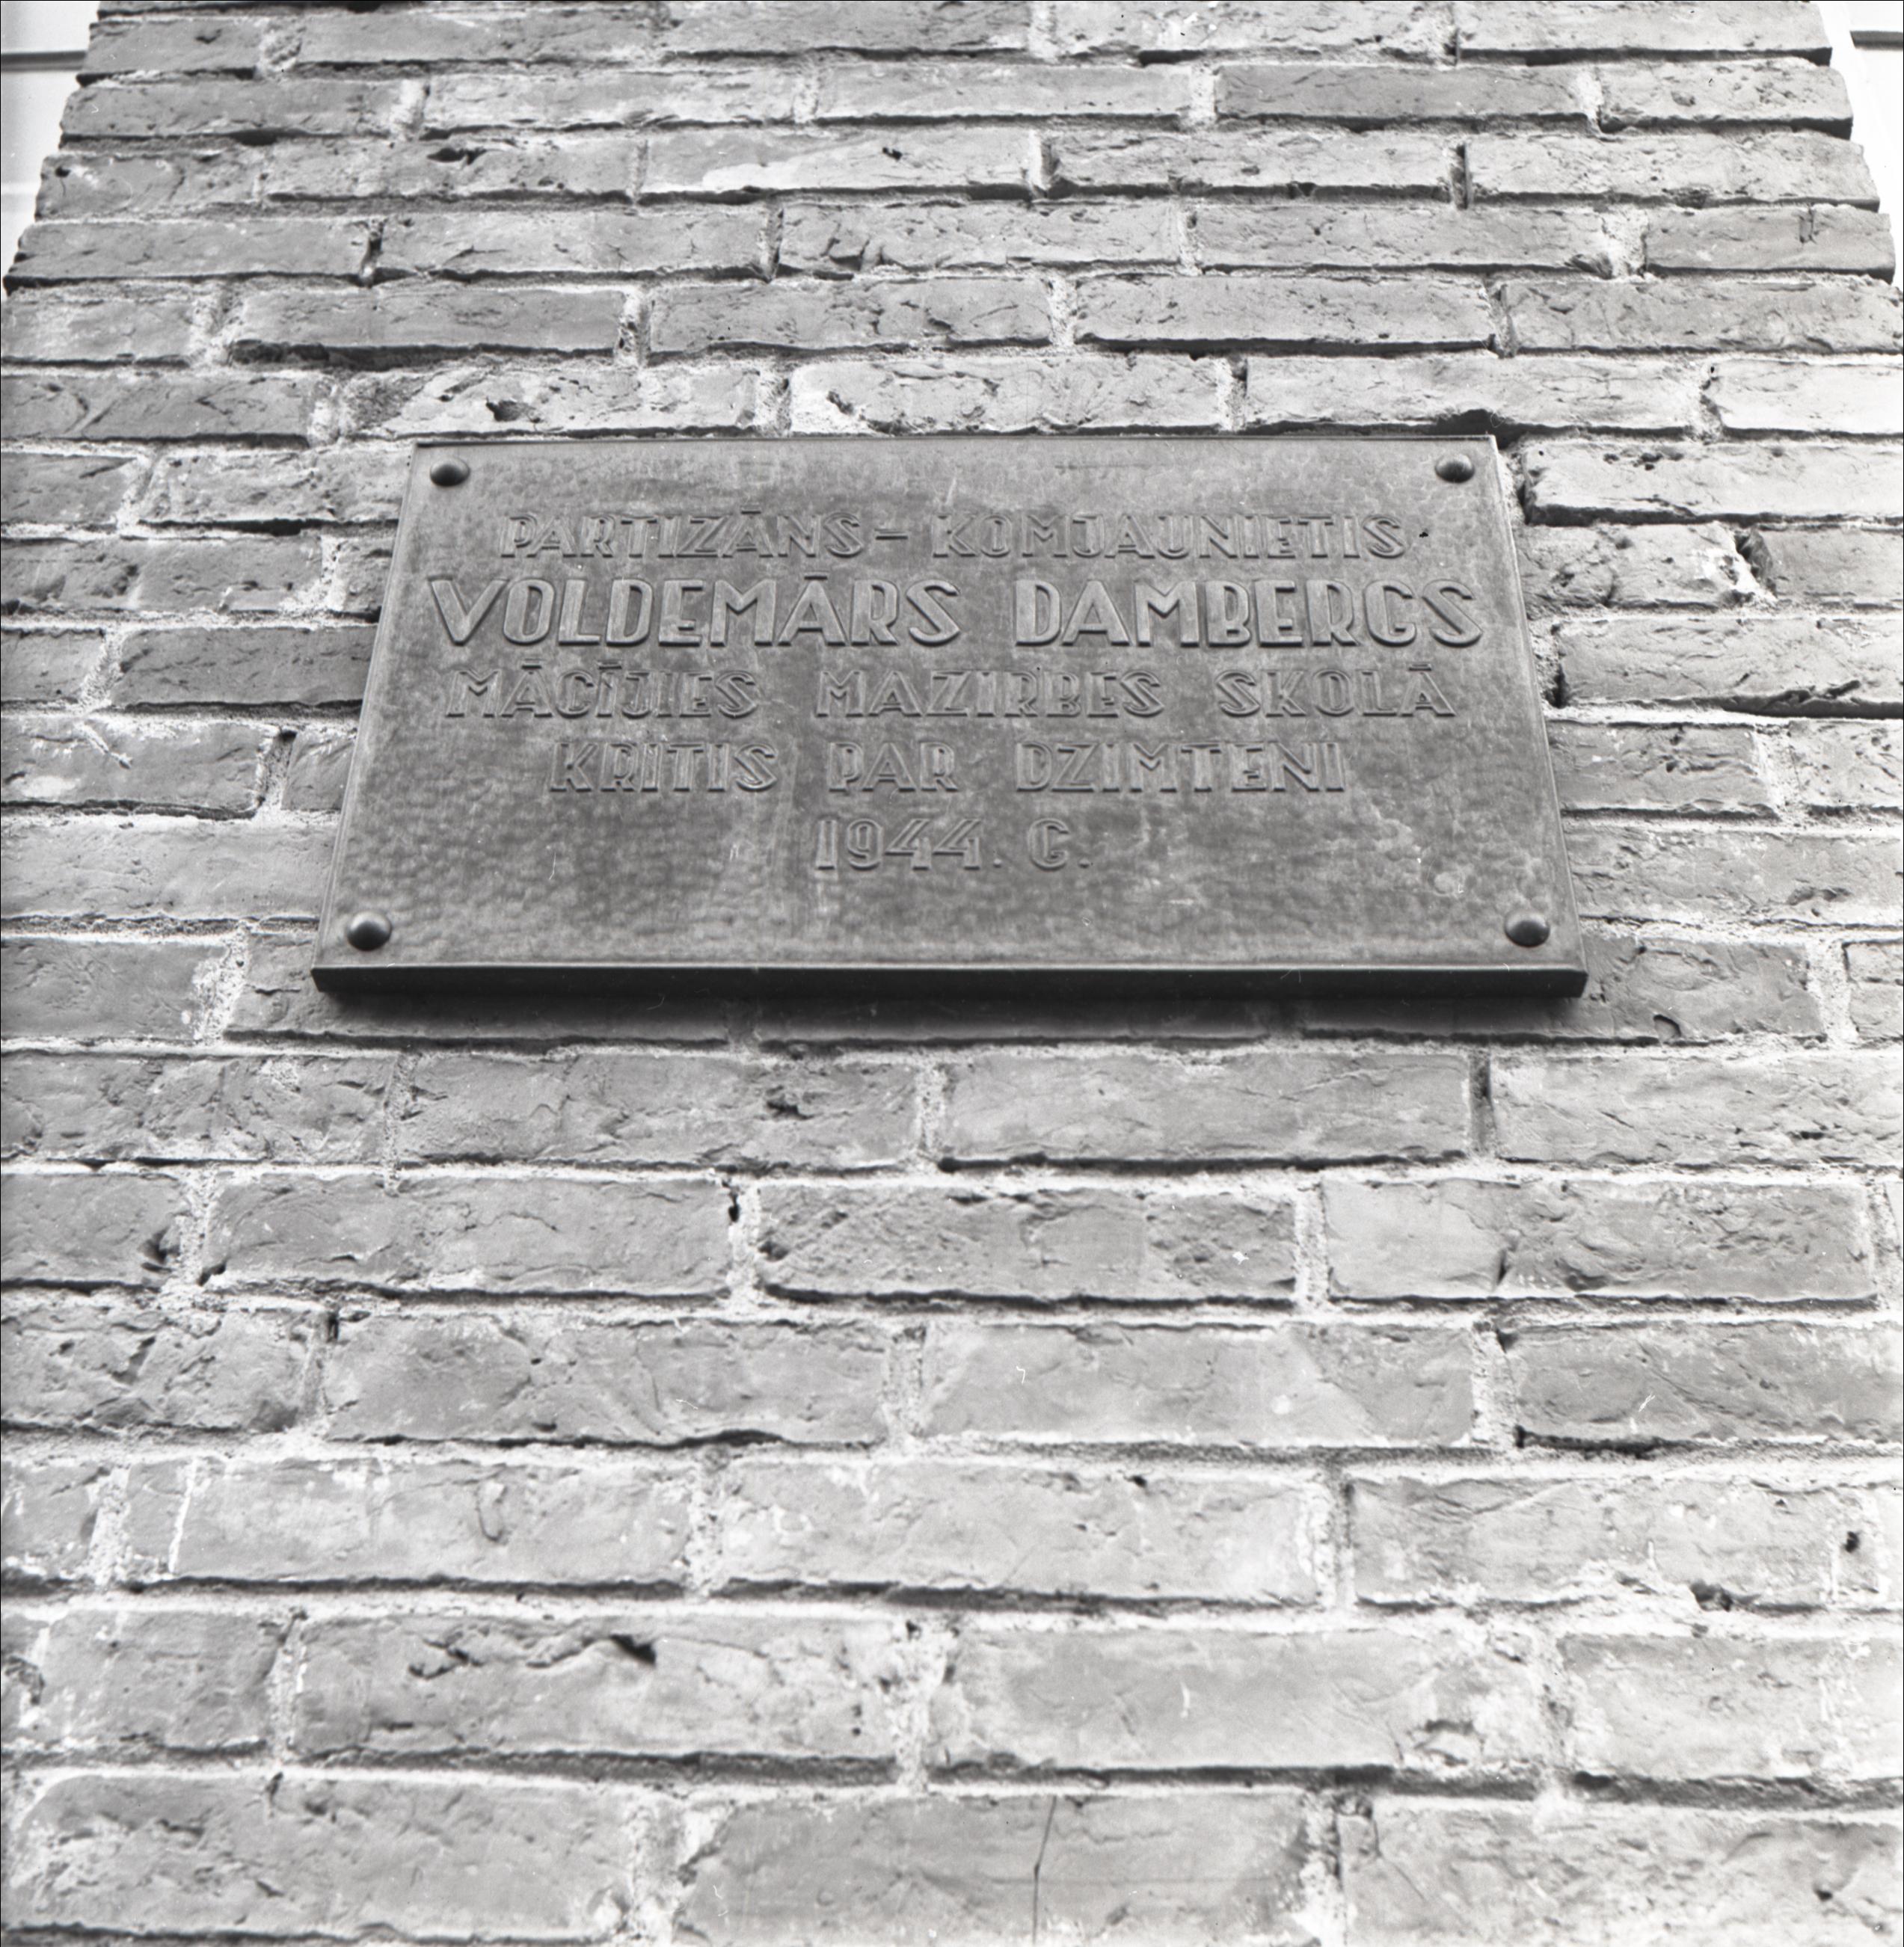 PARTIZĀNS - KOMJAUNIETIS
VOLDEMĀRS DAMBERGS
MĀCĪJIES MAZIRBES SKOLĀ
KRITIS PAR DZIMTENI
1944. G.